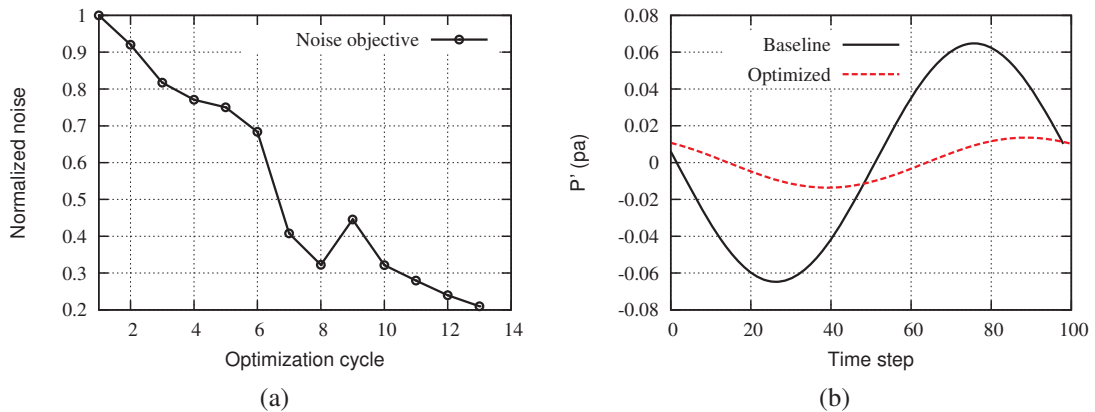 Normalized noise
1
0.9
0.8
0.7
0.6
0.5
0.4
0.3
0.2
Noise objective
2 4 6 8 10 12 14
Optimization cycle
(a)
P' (pa)
0.08
0.06
0.04
0.02
0
-0.02
-0.04
-0.06
-0.08
Baseline
Optimized
0 20 40 60 80 100
Time step
(b)